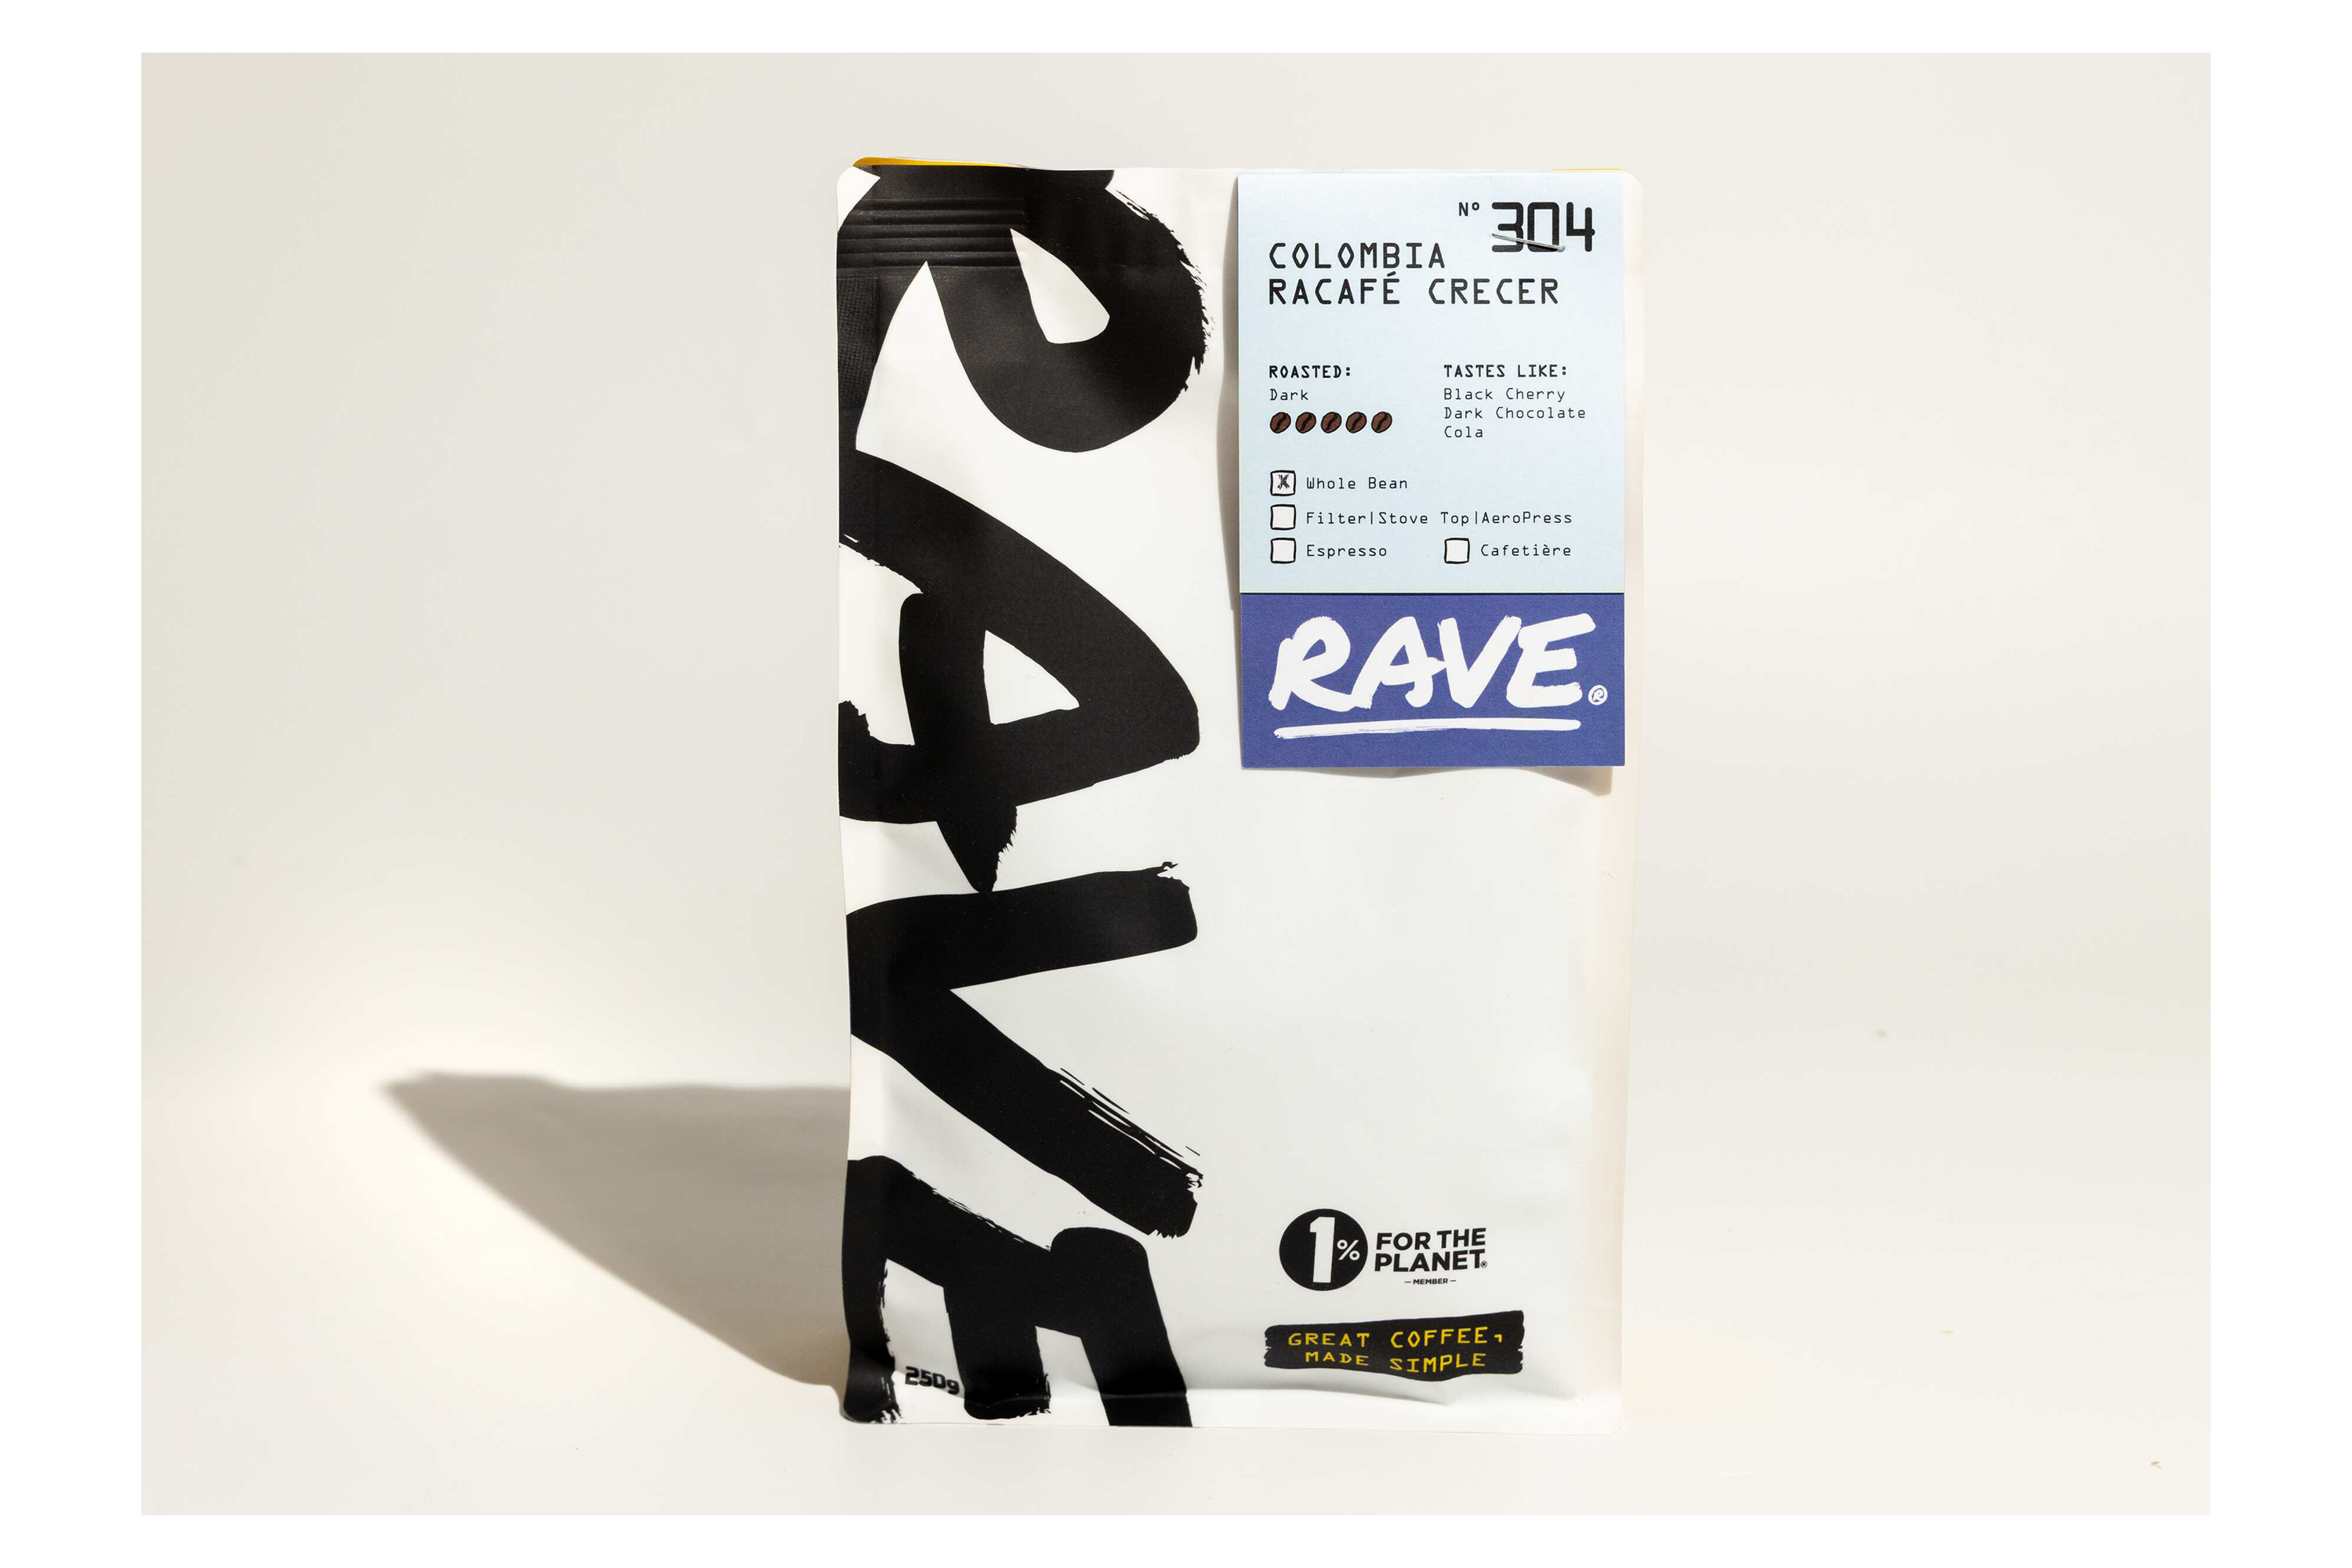 RAVE
Nº 304
COLOMBIA
RACAFÉ CRECER
ROASTED:
Dark
TASTES LIKE:
Black Cherry
Dark Chocolate
Cola
X Whole Bean
Filter|Stove Top|AeroPress
Espresso
Cafetière
RAVE.®
1% FOR THE
PLANET®
—MEMBER—
GREAT COFFEE,
MADE SIMPLE
250g